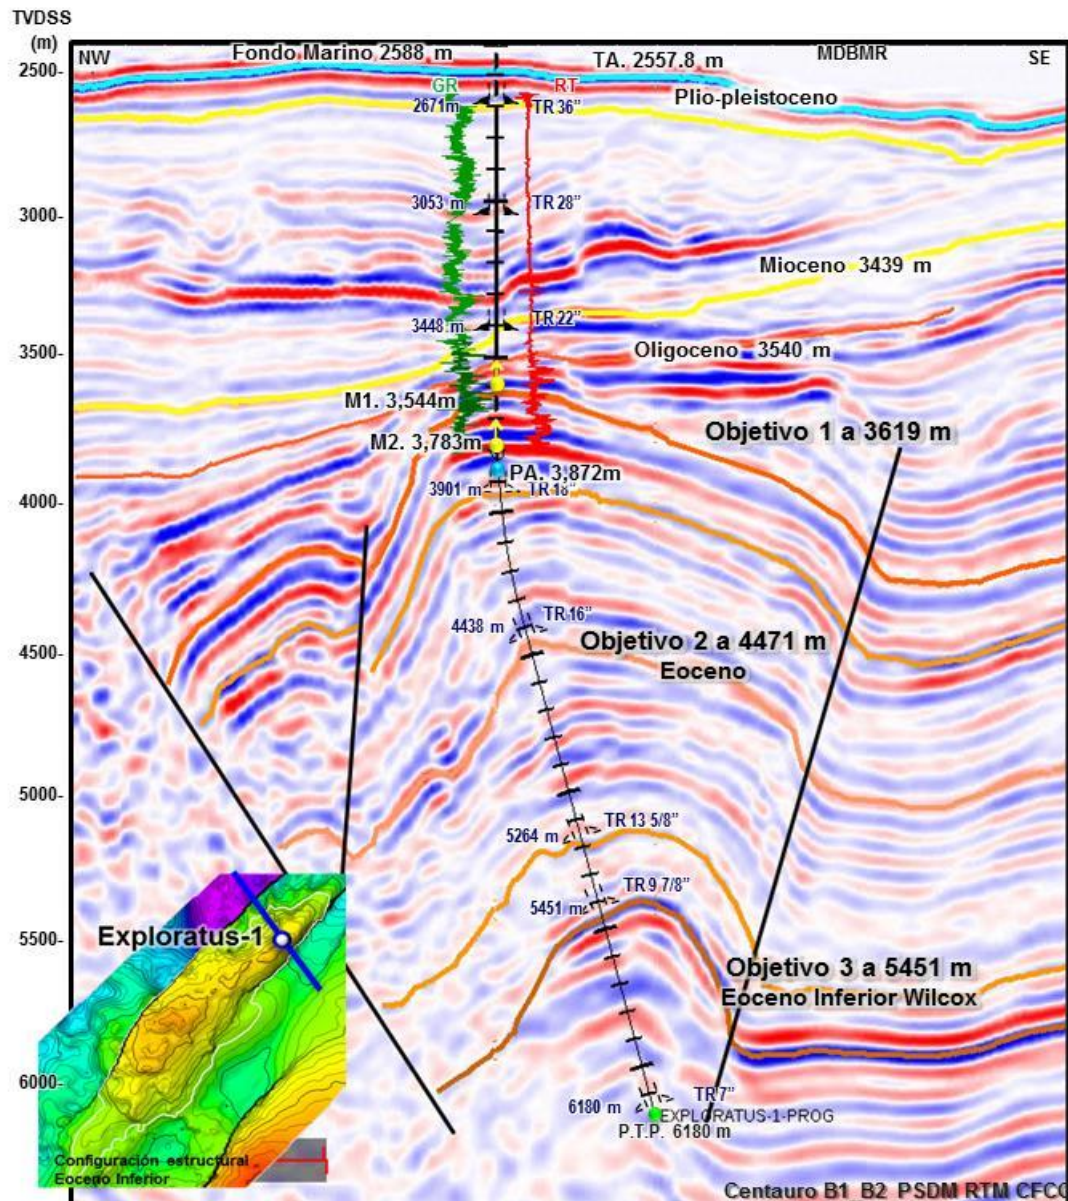 TVDSS
(m)
NW
Fondo Marino 2588 m
TA. 2557.8 m
MDBMR
SE
2500-
GR
RT
Plio-pleistoceno
2671m
TR 36"
3053 m
TR 28"
3000-
Mioceno 3439 m
3448 m
TR 22"
3500-
Oligoceno 3540 m
M1. 3,544m
Objetivo 1 a 3619 m
M2. 3,783m
PA. 3,872m
3901 m
TR 18"
4000-
4438 m
TR 16"
Objetivo 2 a 4471 m
Eoceno
4500-
5000-
5264 m
TR 13 5/8"
TR 9 7/8"
5451 m
5500-
Exploratus-1
Objetivo 3 a 5451 m
Eoceno Inferior Wilcox
6000-
6180 m
TR 7"
EXPLORATUS-1-PROG
P.T.P. 6180 m
Configuración estructural
Eoceno Inferior
Centauro B1 B2 PSDM RTM CFCG